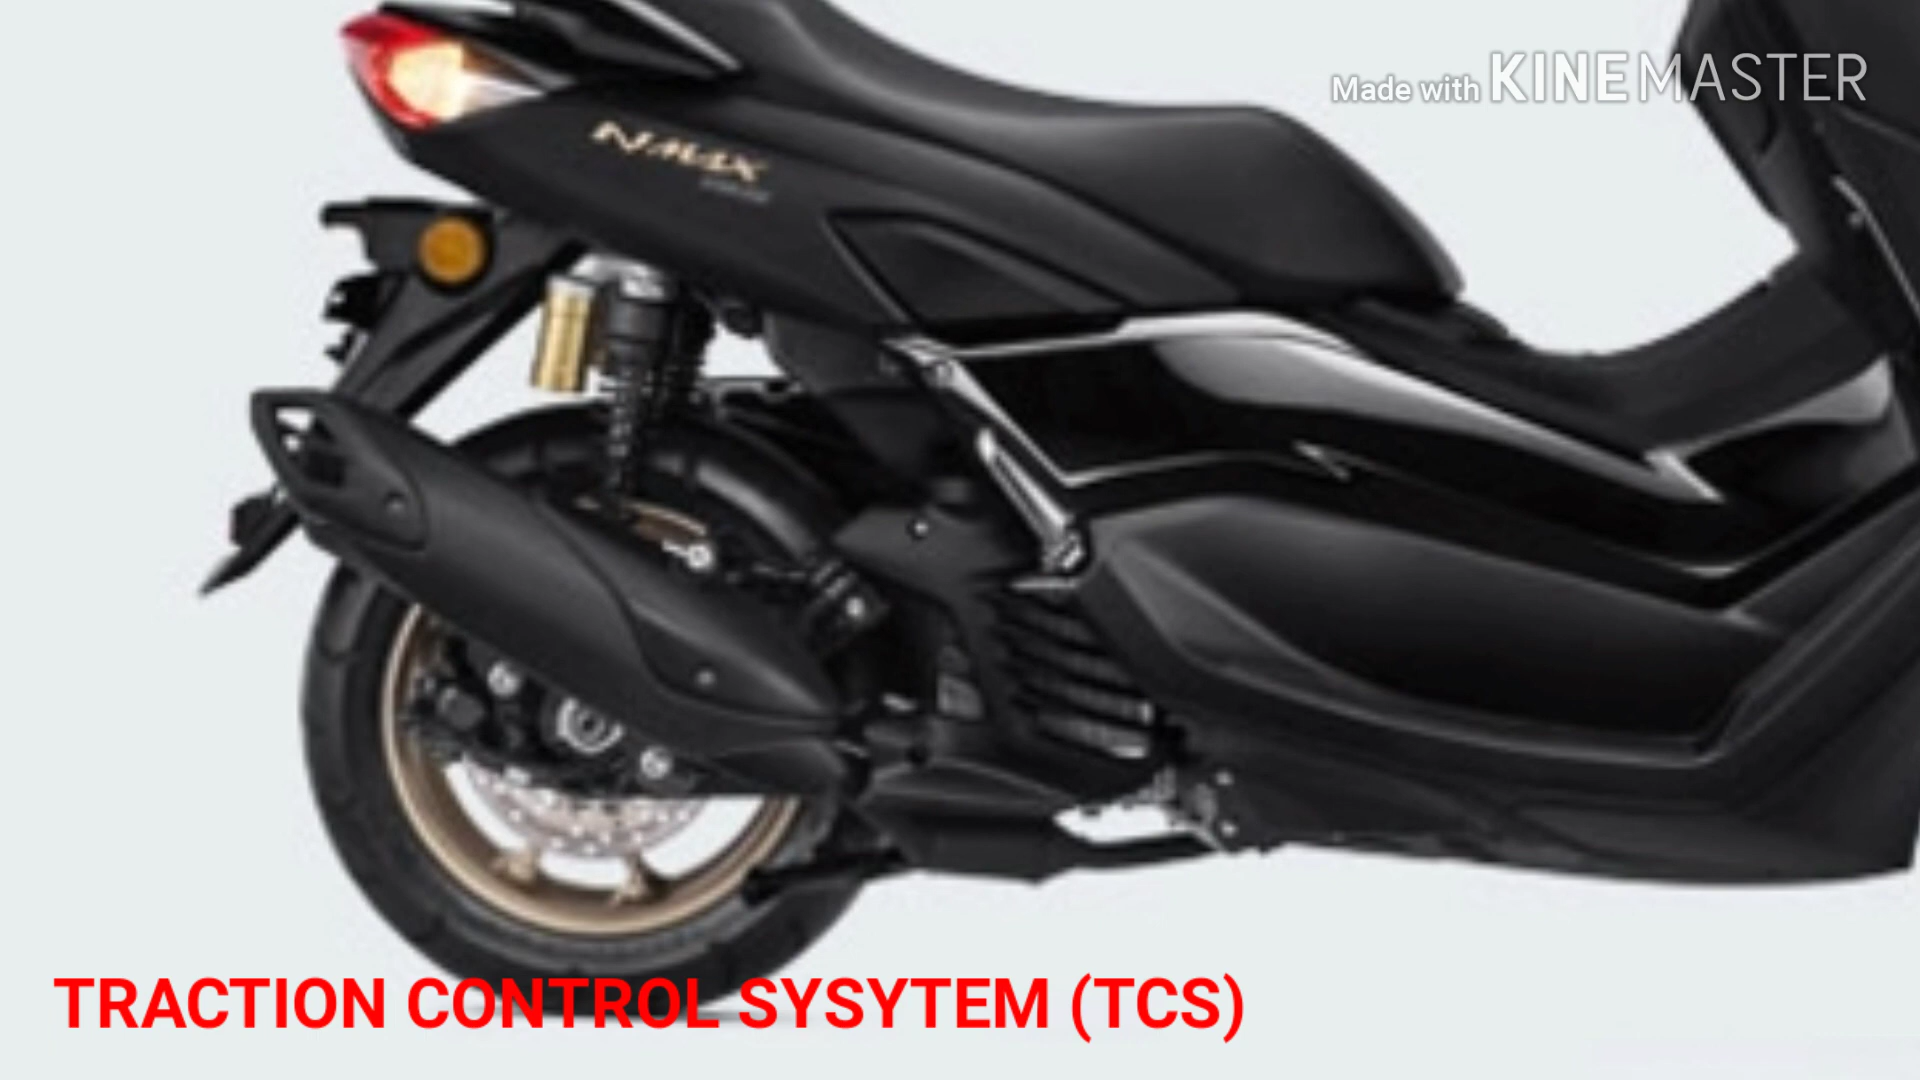 Made with KINEMASTER
NMAX
TRACTION CONTROL SYSYTEM (TCS)